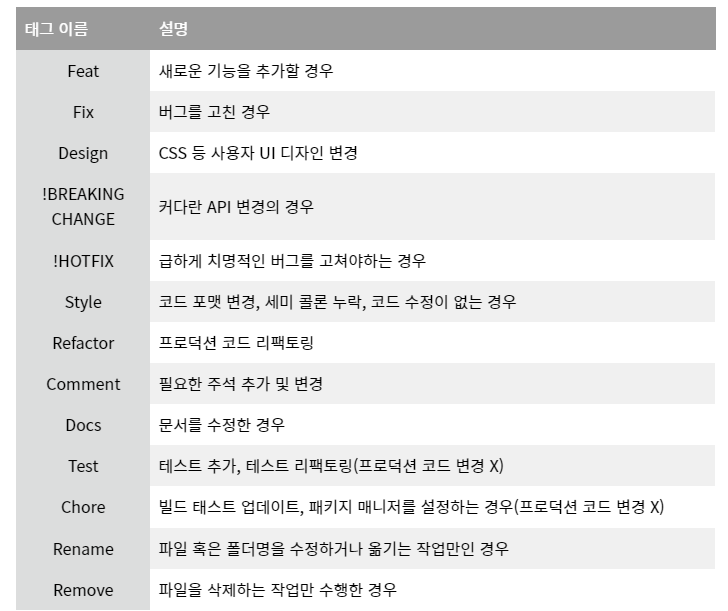 태그 이름 설명
Feat 새로운 기능을 추가할 경우
Fix 버그를 고친 경우
Design CSS 등 사용자 UI 디자인 변경
!BREAKING CHANGE 커다란 API 변경의 경우
!HOTFIX 급하게 치명적인 버그를 고쳐야하는 경우
Style 코드 포맷 변경, 세미 콜론 누락, 코드 수정이 없는 경우
Refactor 프로덕션 코드 리팩토링
Comment 필요한 주석 추가 및 변경
Docs 문서를 수정한 경우
Test 테스트 추가, 테스트 리팩토링(프로덕션 코드 변경 X)
Chore 빌드 태스트 업데이트, 패키지 매니저를 설정하는 경우(프로덕션 코드 변경 X)
Rename 파일 혹은 폴더명을 수정하거나 옮기는 작업만인 경우
Remove 파일을 삭제하는 작업만 수행한 경우